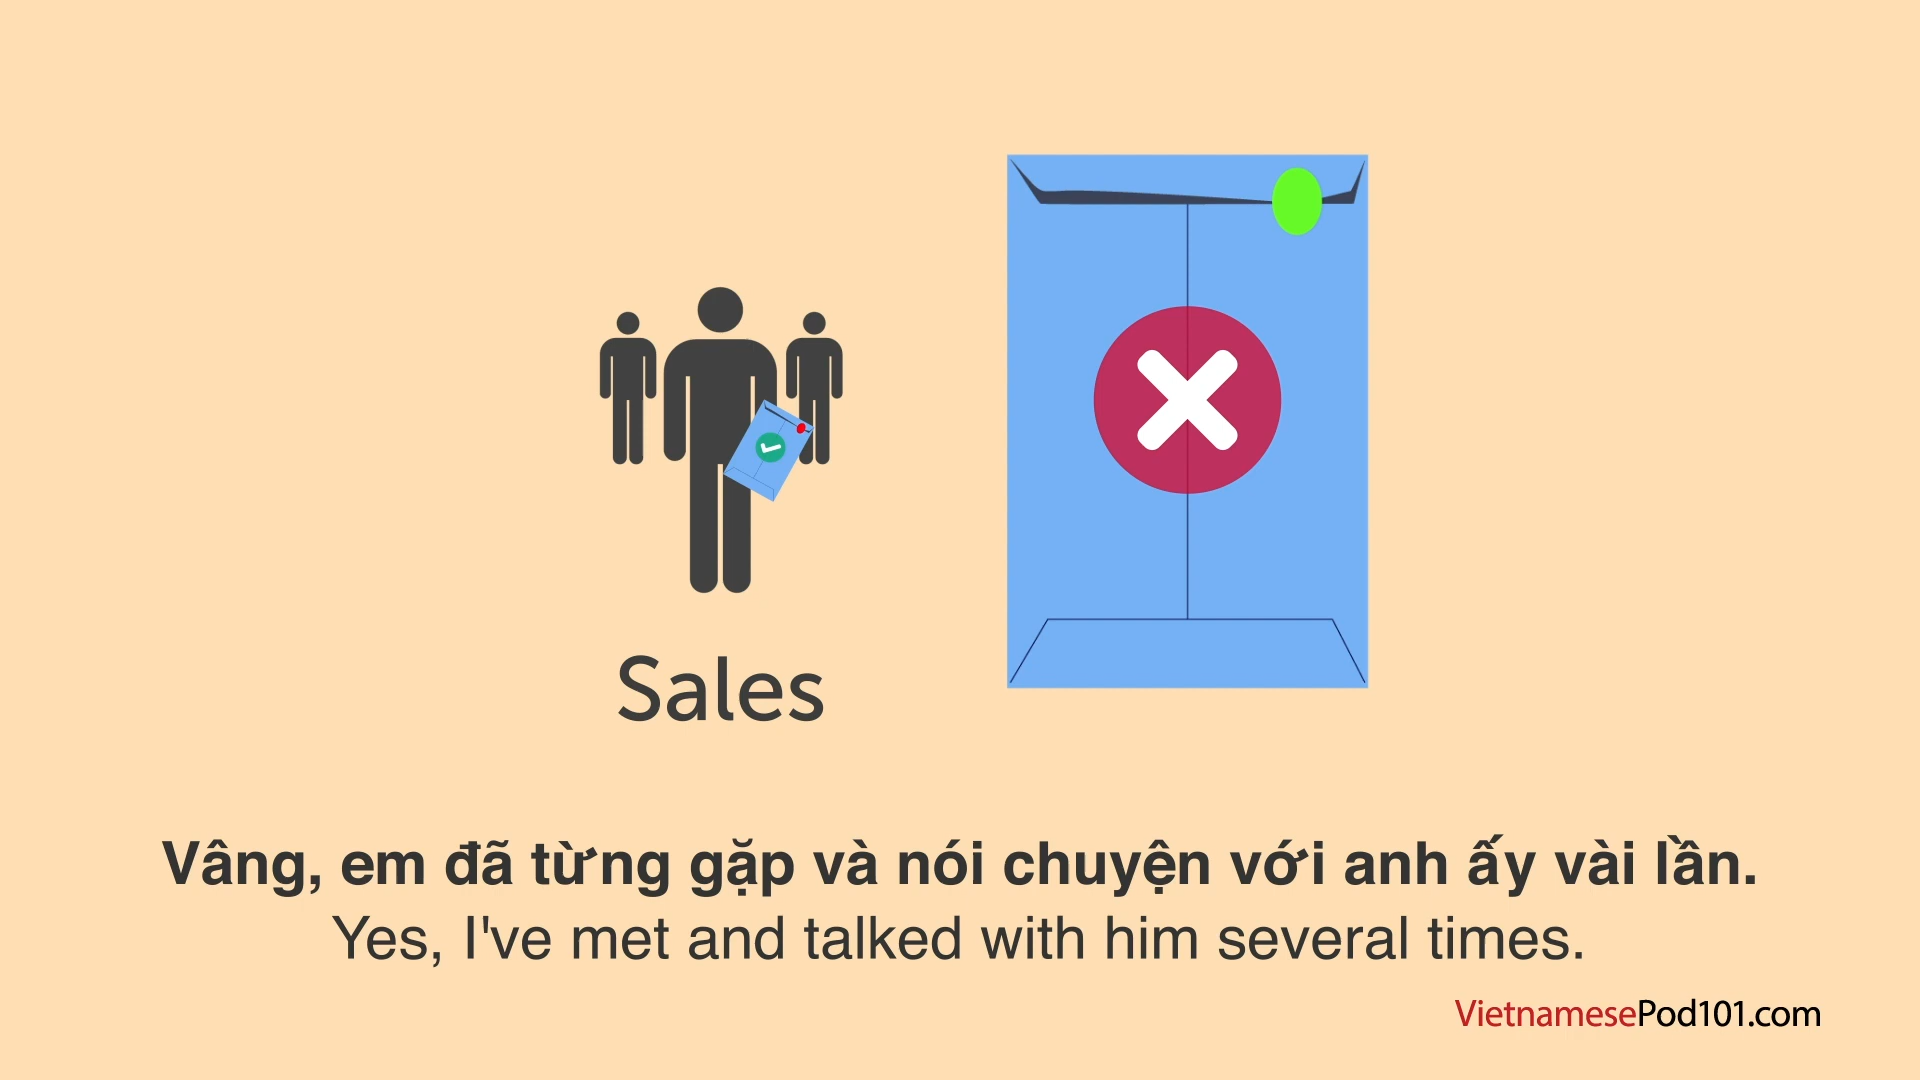 Sales
Vâng, em đã từng gặp và nói chuyện với anh ấy vài lần.
Yes, I've met and talked with him several times.
VietnamesePod101.com